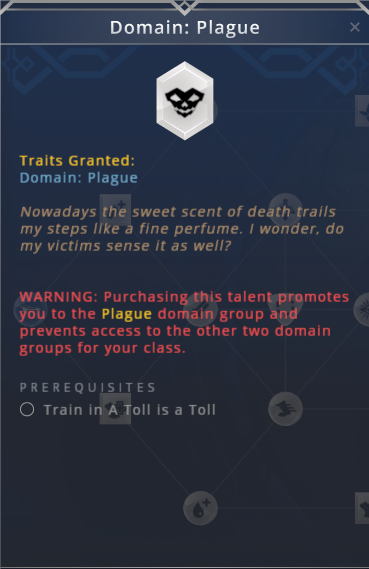 Domain: Plague
Traits Granted:
Domain: Plague
Nowadays the sweet scent of death trails
my steps like a fine perfume. I wonder, do
my victims sense it as well?
WARNING: Purchasing this talent promotes
you to the Plague domain group and
prevents access to the other two domain
groups for your class.
PREREQUISITES
Train in A Toll is a Toll